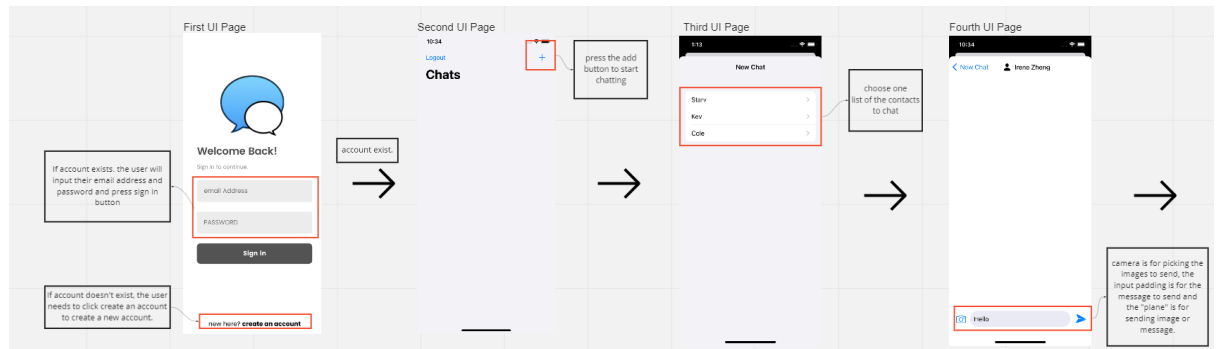 First UI Page
Welcome Back!
Sign in to continue.
email Address
PASSWORD
Sign In
new here? create an account
If account exists. the user will
input their email address and
password and press sign in
button
If account doesn't exist, the user
needs to click create an account
to create a new account.
account exist.
Second UI Page
10:34
Logout
+
Chats
press the add
button to start
chatting
Third UI Page
1:13
New Chat
Starv
Kev
Cole
choose one
list of the contacts
to chat
Fourth UI Page
10:34
New Chat
Irene Zheng
Hello
camera is for picking the
images to send, the
input padding is for the
message to send and
the "plane" is for
sending image or
message.